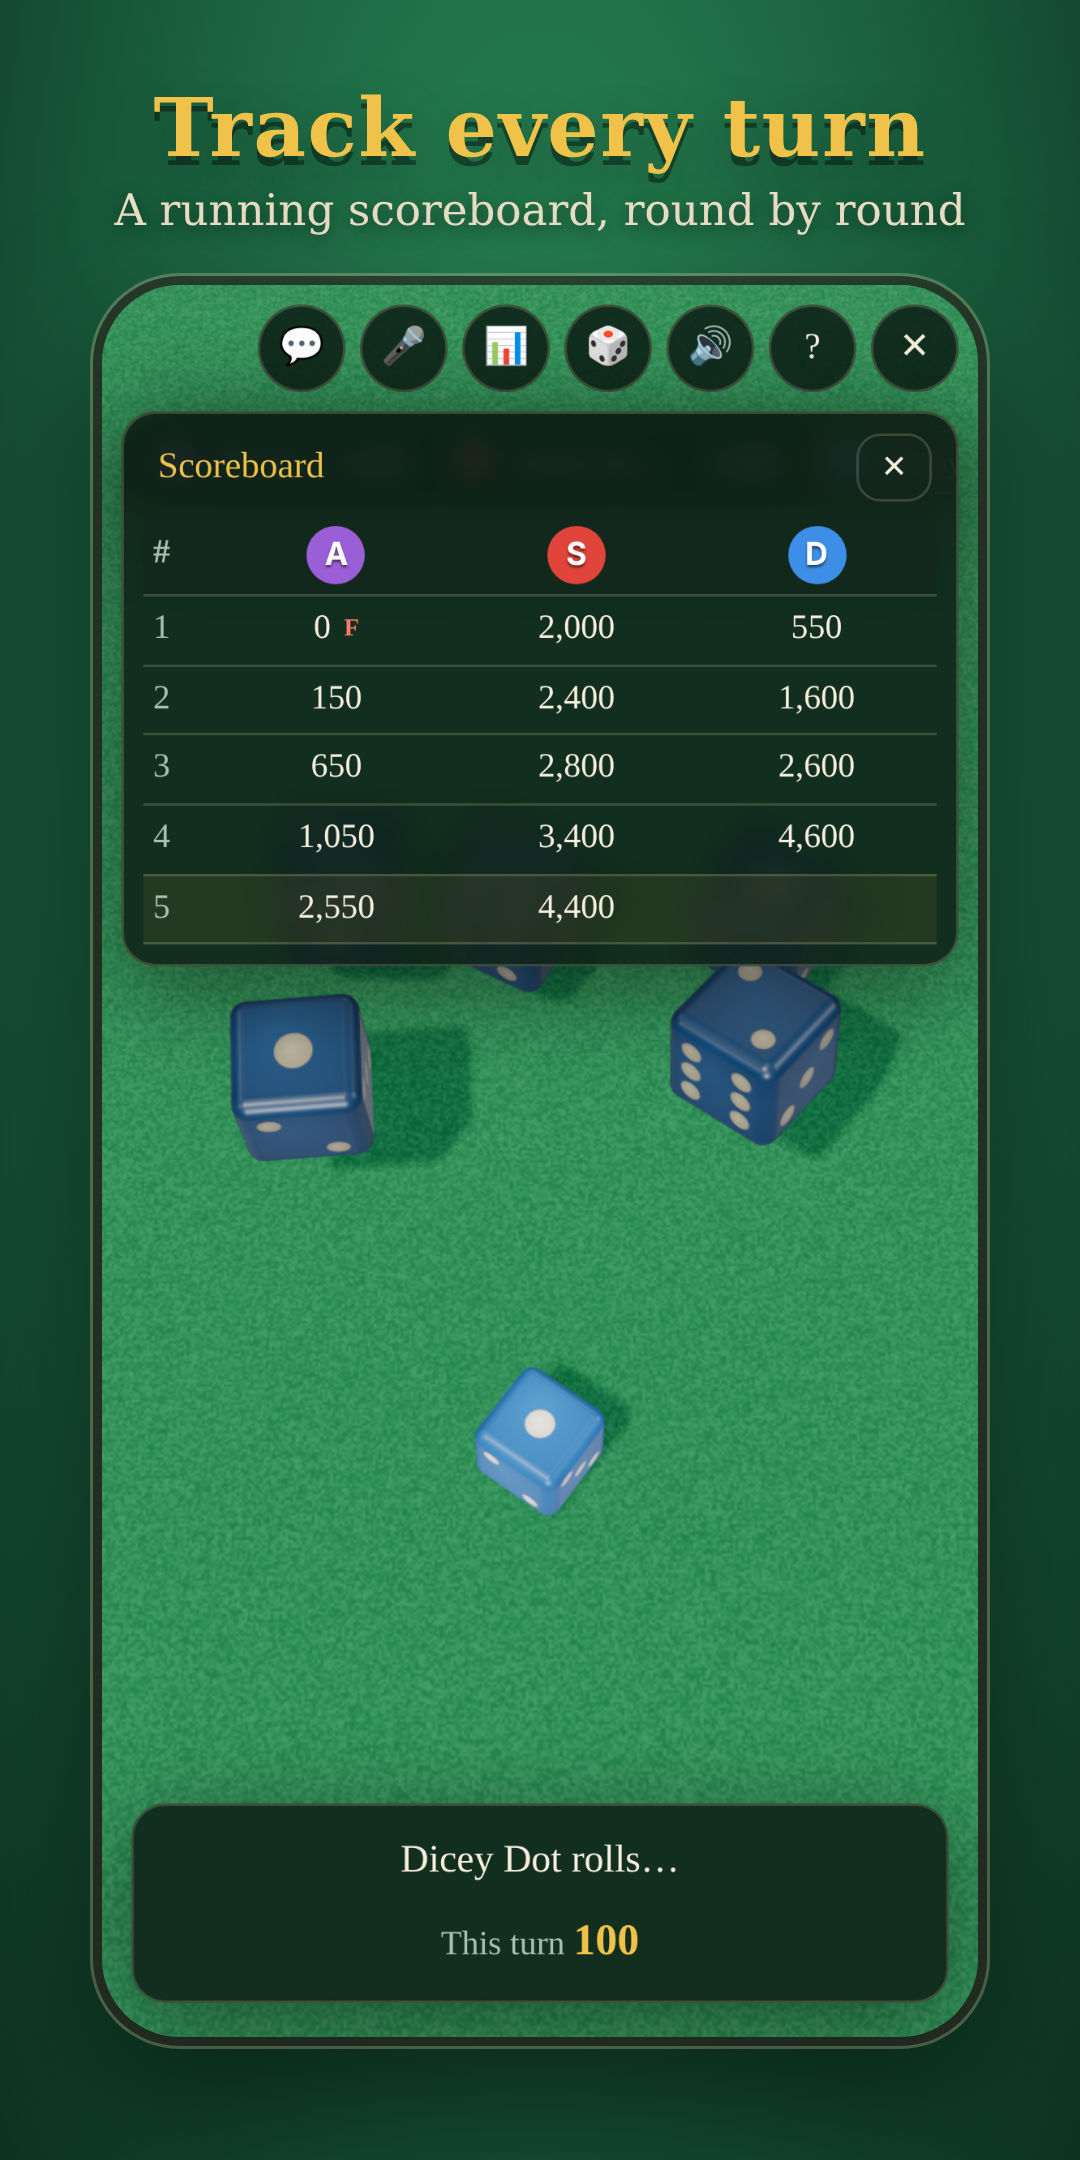 Track every turn
A running scoreboard, round by round
?
✕
Scoreboard
✕
# A S D
1 0 F 2,000 550
2 150 2,400 1,600
3 650 2,800 2,600
4 1,050 3,400 4,600
5 2,550 4,400
Dicey Dot rolls…
This turn 100